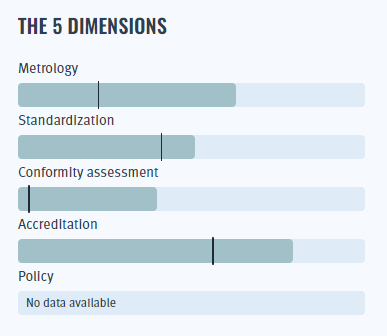 THE 5 DIMENSIONS
Metrology
Standardization
Conformity assessment
Accreditation
Policy
No data available